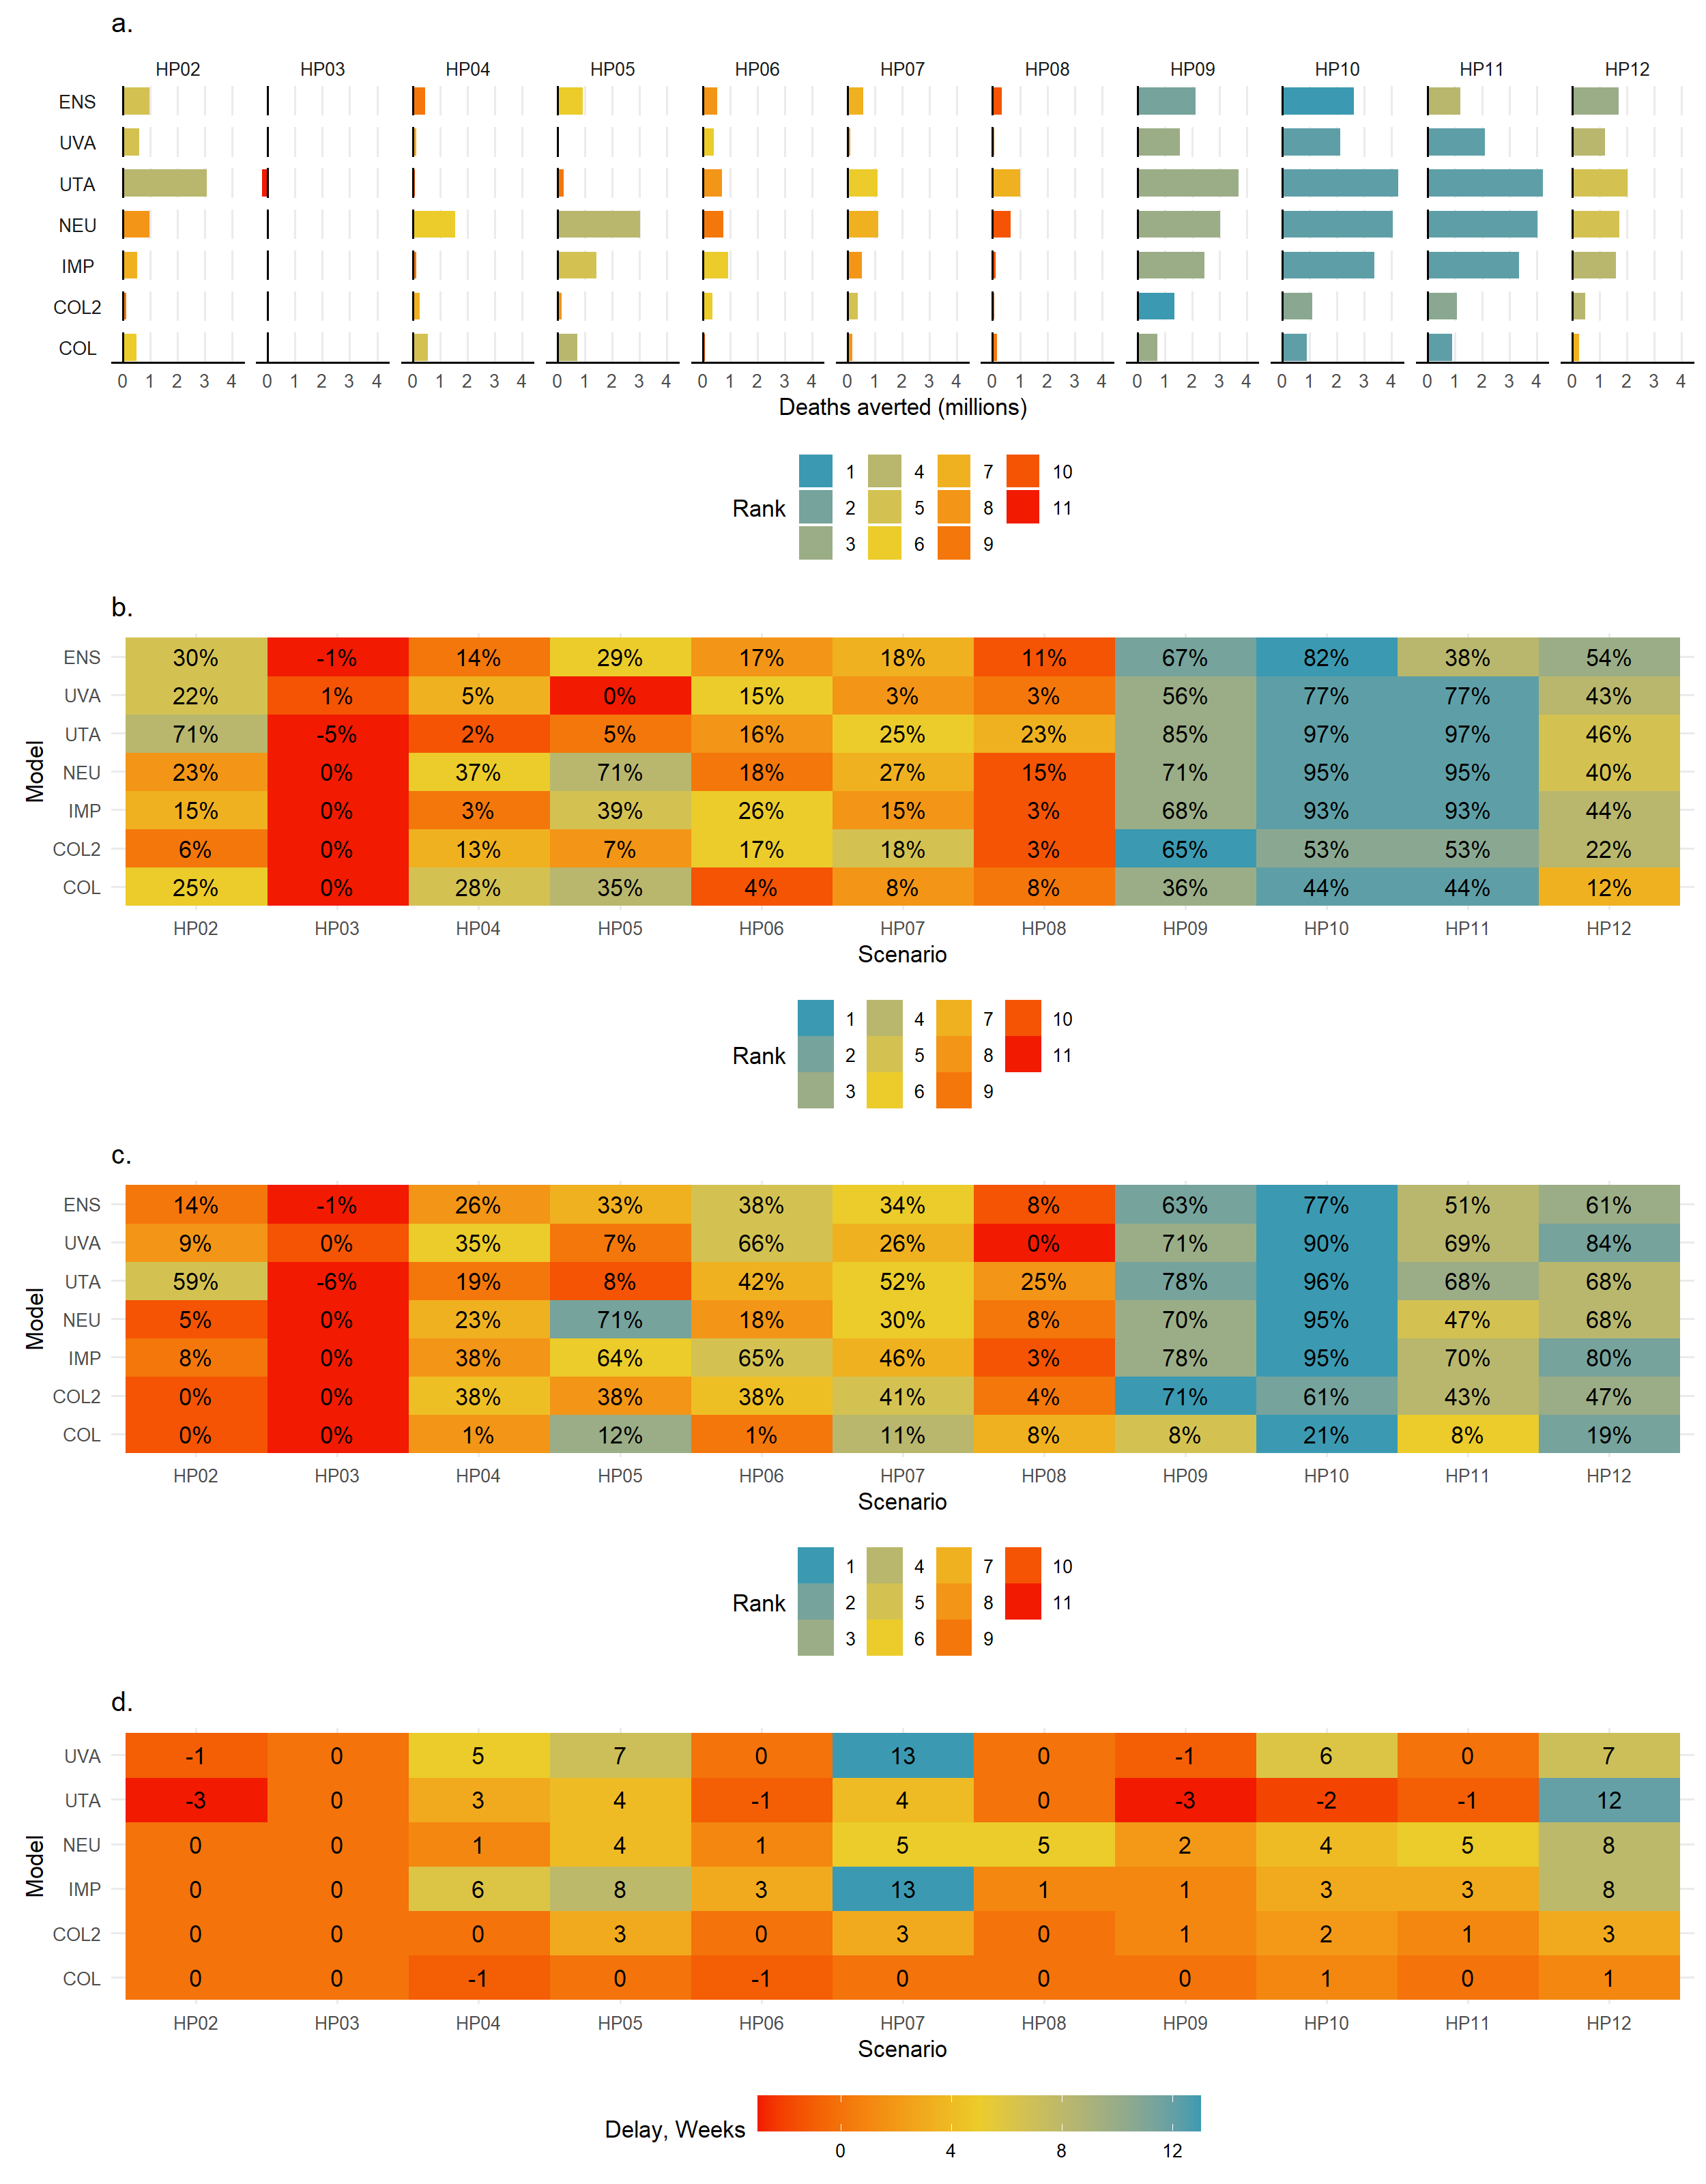 a.
HP02 HP03 HP04 HP05 HP06 HP07 HP08 HP09 HP10 HP11 HP12
ENS
UVA
UTA
NEU
IMP
COL2
COL
0 1 2 3 4 0 1 2 3 4 0 1 2 3 4 0 1 2 3 4 0 1 2 3 4 0 1 2 3 4 0 1 2 3 4 0 1 2 3 4 0 1 2 3 4 0 1 2 3 4 0 1 2 3 4
Deaths averted (millions)
1 4 7 10
Rank 2 5 8 11
3 6 9
b.
Model
ENS 30% -1% 14% 29% 17% 18% 11% 67% 82% 38% 54%
UVA 22% 1% 5% 0% 15% 3% 3% 56% 77% 77% 43%
UTA 71% -5% 2% 5% 16% 25% 23% 85% 97% 97% 46%
NEU 23% 0% 37% 71% 18% 27% 15% 71% 95% 95% 40%
IMP 15% 0% 3% 39% 26% 15% 3% 68% 93% 93% 44%
COL2 6% 0% 13% 7% 17% 18% 3% 65% 53% 53% 22%
COL 25% 0% 28% 35% 4% 8% 8% 36% 44% 44% 12%
HP02 HP03 HP04 HP05 HP06 HP07 HP08 HP09 HP10 HP11 HP12
Scenario
1 4 7 10
Rank 2 5 8 11
3 6 9
c.
Model
ENS 14% -1% 26% 33% 38% 34% 8% 63% 77% 51% 61%
UVA 9% 0% 35% 7% 66% 26% 0% 71% 90% 69% 84%
UTA 59% -6% 19% 8% 42% 52% 25% 78% 96% 68% 68%
NEU 5% 0% 23% 71% 18% 30% 8% 70% 95% 47% 68%
IMP 8% 0% 38% 64% 65% 46% 3% 78% 95% 70% 80%
COL2 0% 0% 38% 38% 38% 41% 4% 71% 61% 43% 47%
COL 0% 0% 1% 12% 1% 11% 8% 8% 21% 8% 19%
HP02 HP03 HP04 HP05 HP06 HP07 HP08 HP09 HP10 HP11 HP12
Scenario
1 4 7 10
Rank 2 5 8 11
3 6 9
d.
Model
UVA -1 0 5 7 0 13 0 -1 6 0 7
UTA -3 0 3 4 -1 4 0 -3 -2 -1 12
NEU 0 0 1 4 1 5 5 2 4 5 8
IMP 0 0 6 8 3 13 1 1 3 3 8
COL2 0 0 0 3 0 3 0 1 2 1 3
COL 0 0 -1 0 -1 0 0 0 1 0 1
HP02 HP03 HP04 HP05 HP06 HP07 HP08 HP09 HP10 HP11 HP12
Scenario
Delay, Weeks
0 4 8 12